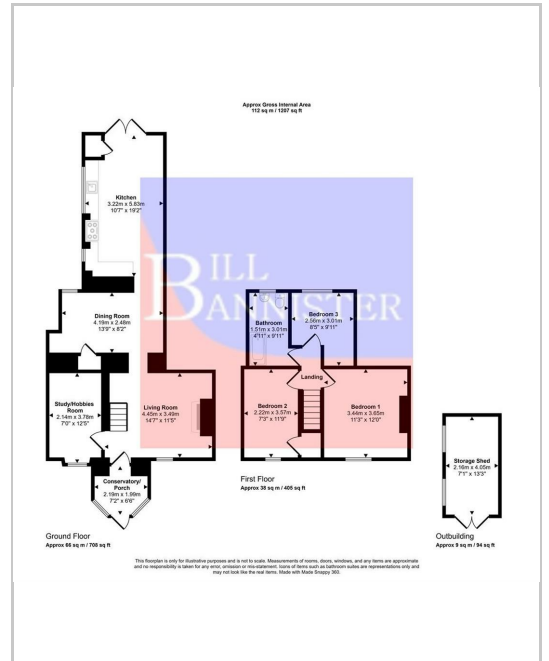 Approx Gross Internal Area
112 sq m / 1207 sq ft
Kitchen
3.22m x 5.83m
10'7" x 19'2"
BILL
BANNISTER
Dining Room
4.19m x 2.48m
13'9" x 8'2"
Bathroom
1.51m x 3.01m
4'11" x 9'11"
Bedroom 3
2.56m x 3.01m
8'5" x 9'11"
Landing
Study/Hobbies
Room
2.14m x 3.78m
7'0" x 12'5"
Living Room
4.45m x 3.49m
14'7" x 11'5"
Bedroom 2
2.22m x 3.57m
7'3" x 11'9"
Bedroom 1
3.44m x 3.65m
11'3" x 12'0"
Storage Shed
2.16m x 4.05m
7'1" x 13'3"
Conservatory/
Porch
2.19m x 1.99m
7'2" x 6'6"
First Floor
Approx 38 sq m / 405 sq ft
Ground Floor
Approx 66 sq m / 708 sq ft
Outbuilding
Approx 9 sq m / 94 sq ft
This floorplan is only for illustrative purposes and is not to scale. Measurements of rooms, doors, windows, and any items are approximate
and no responsibility is taken for any error, omission or mis-statement. Icons of items such as bathroom suites are representations only and
may not look like the real items. Made with Made Snappy 360.